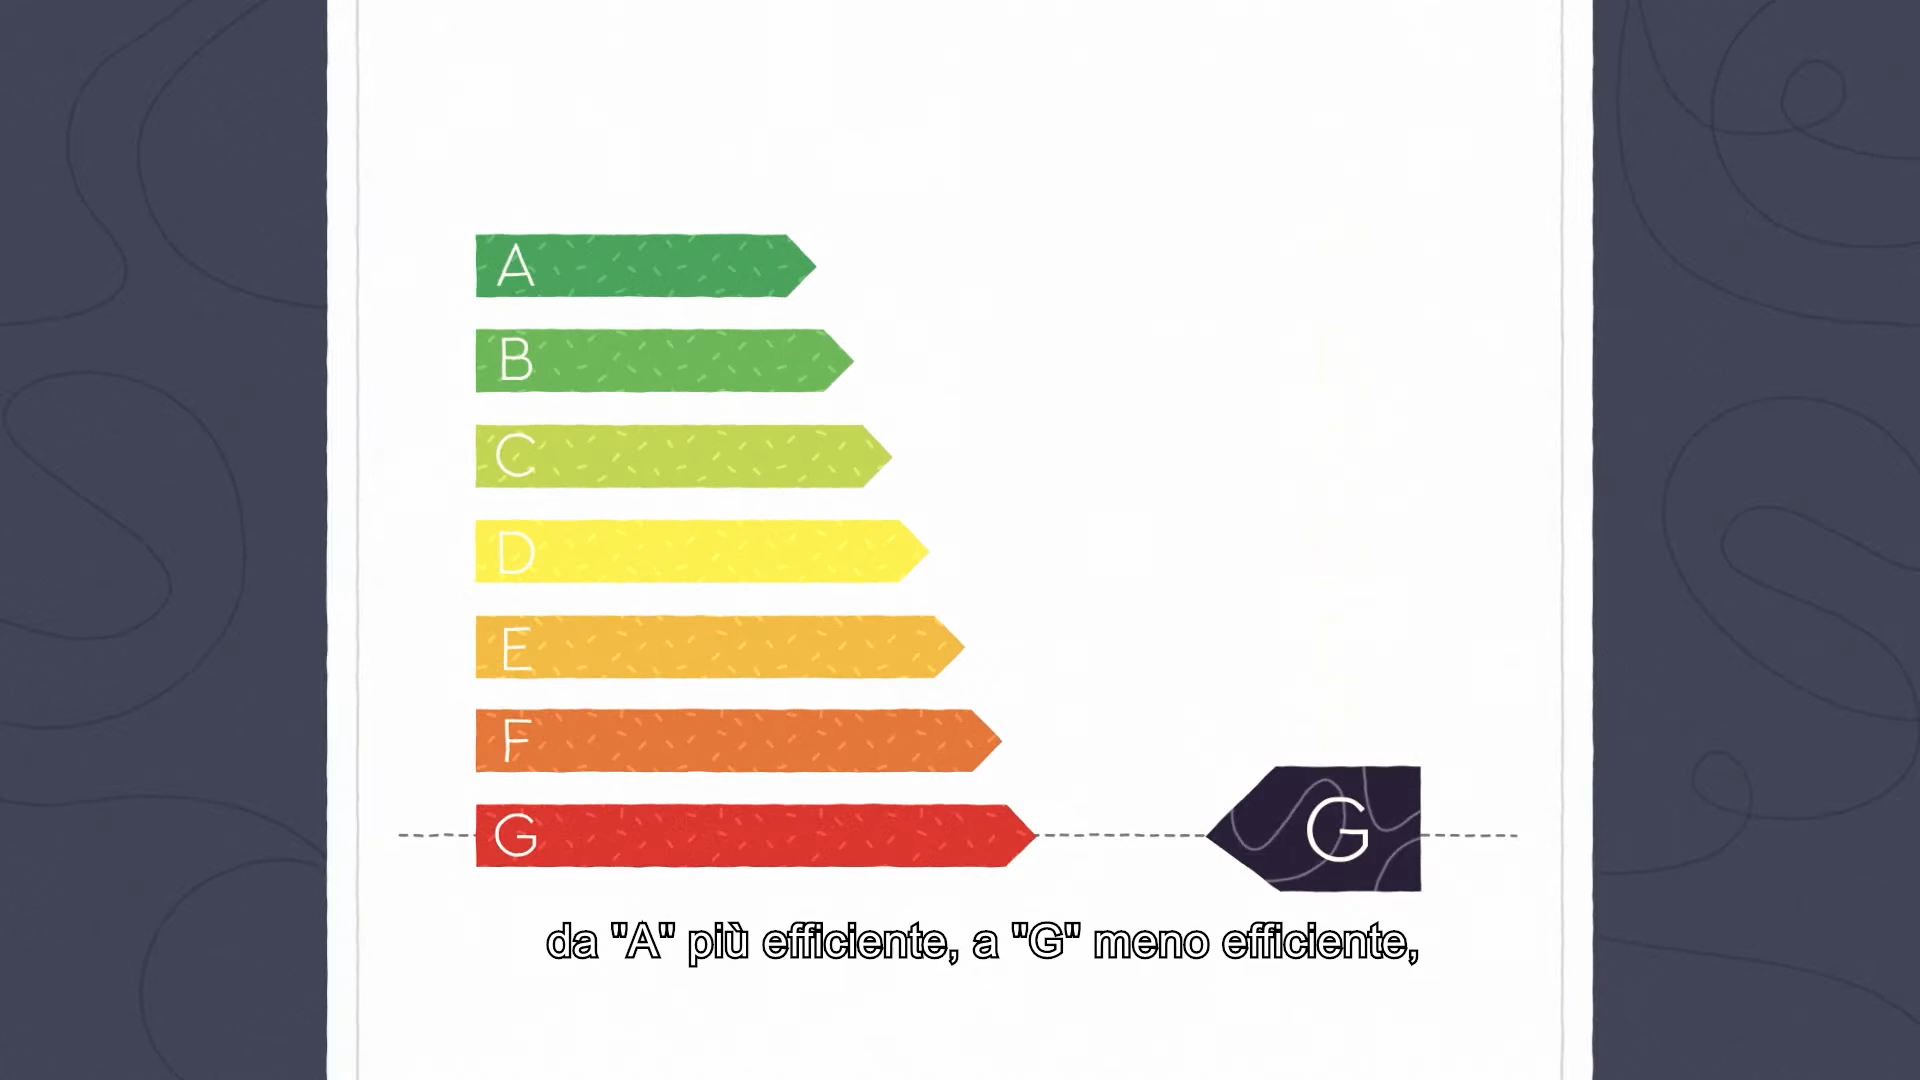 A
B
C
D
E
F
G
G
da "A" più efficiente, a "G" meno efficiente,